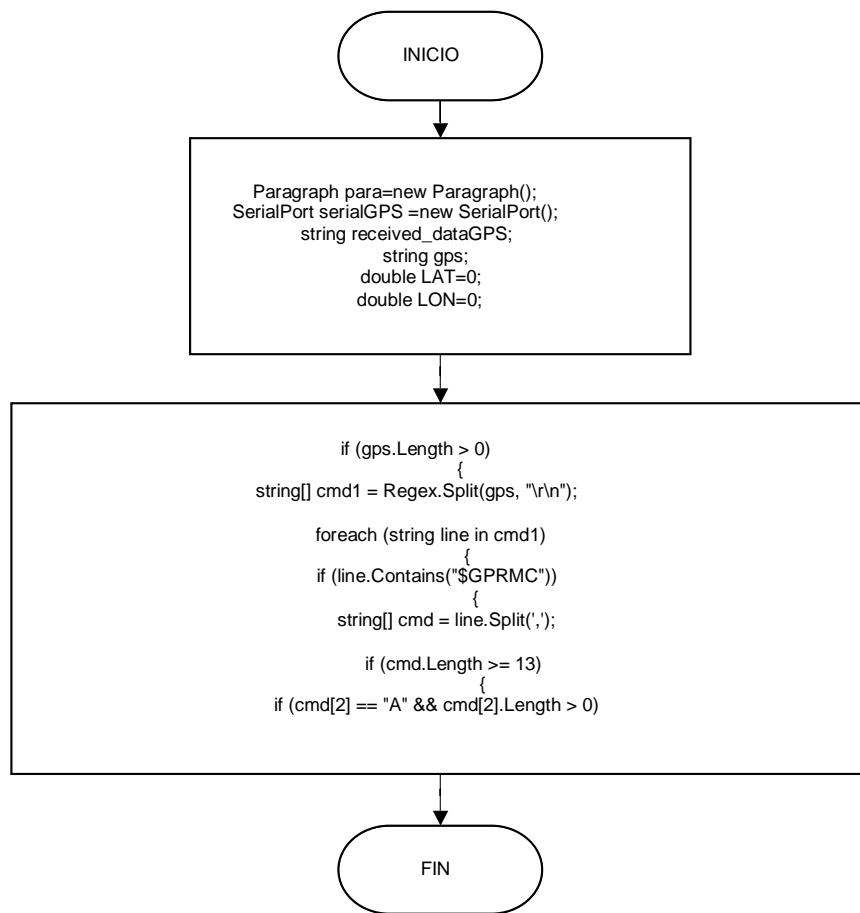 INICIO
Paragraph para=new Paragraph();
SerialPort serialGPS =new SerialPort();
string received_dataGPS;
string gps;
double LAT=0;
double LON=0;
if (gps.Length > 0)
{
string[] cmd1 = Regex.Split(gps, "\r\n");
foreach (string line in cmd1)
{
if (line.Contains("$GPRMC"))
{
string[] cmd = line.Split(',');
if (cmd.Length >= 13)
{
if (cmd[2] == "A" && cmd[2].Length > 0)
FIN